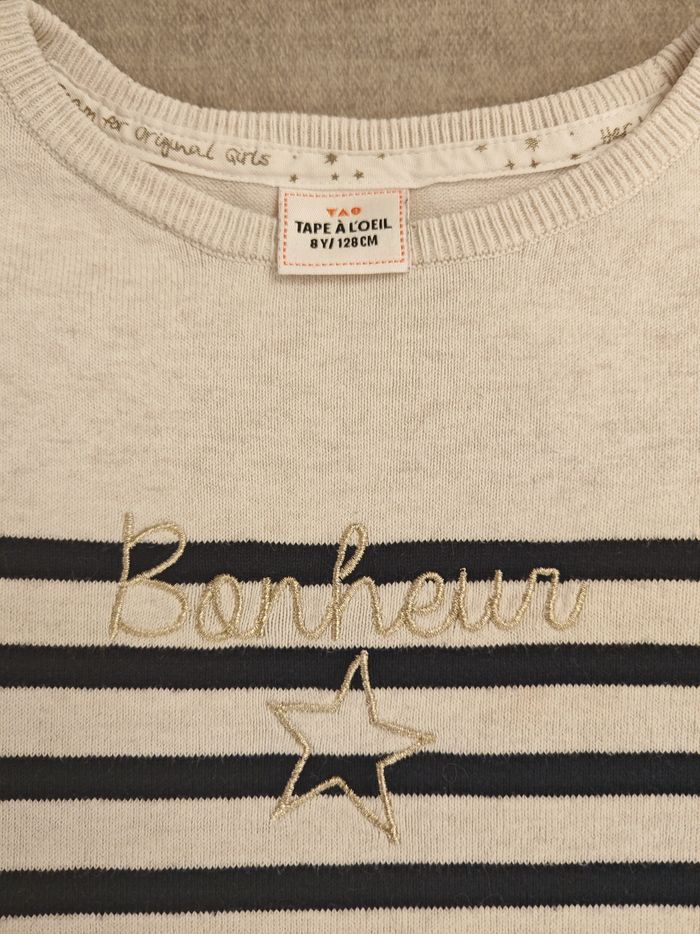 for Original Girls
TAO
TAPE À L'OEIL
8Y/128CM
Bonheur